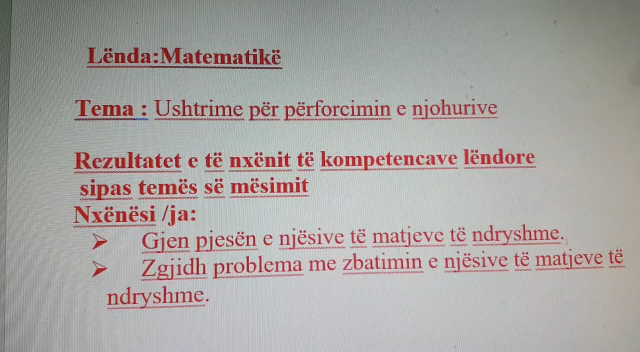 Lënda:Matematikë
Tema : Ushtrime për përforcimin e njohurive
Rezultatet e të nxënit të kompetencave lëndore
sipas temës së mësimit
Nxënësi /ja:
➢ Gjen pjesën e njësive të matjeve të ndryshme.
➢ Zgjidh problema me zbatimin e njësive të matjeve të
ndryshme.